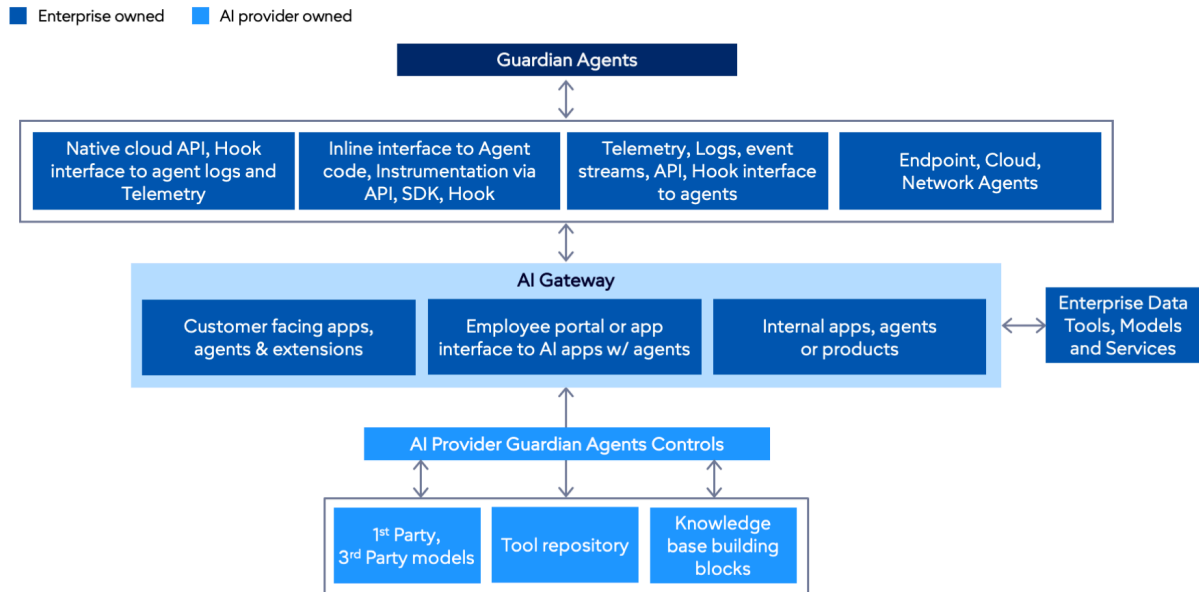 Enterprise owned
AI provider owned
Guardian Agents
Native cloud API, Hook
interface to agent logs and
Telemetry
Inline interface to Agent
code, Instrumentation via
API, SDK, Hook
Telemetry, Logs, event
streams, API, Hook interface
to agents
Endpoint, Cloud,
Network Agents
AI Gateway
Customer facing apps,
agents & extensions
Employee portal or app
interface to AI apps w/ agents
Internal apps, agents
or products
Enterprise Data
Tools, Models
and Services
AI Provider Guardian Agents Controls
1st Party,
3rd Party models
Tool repository
Knowledge
base building
blocks